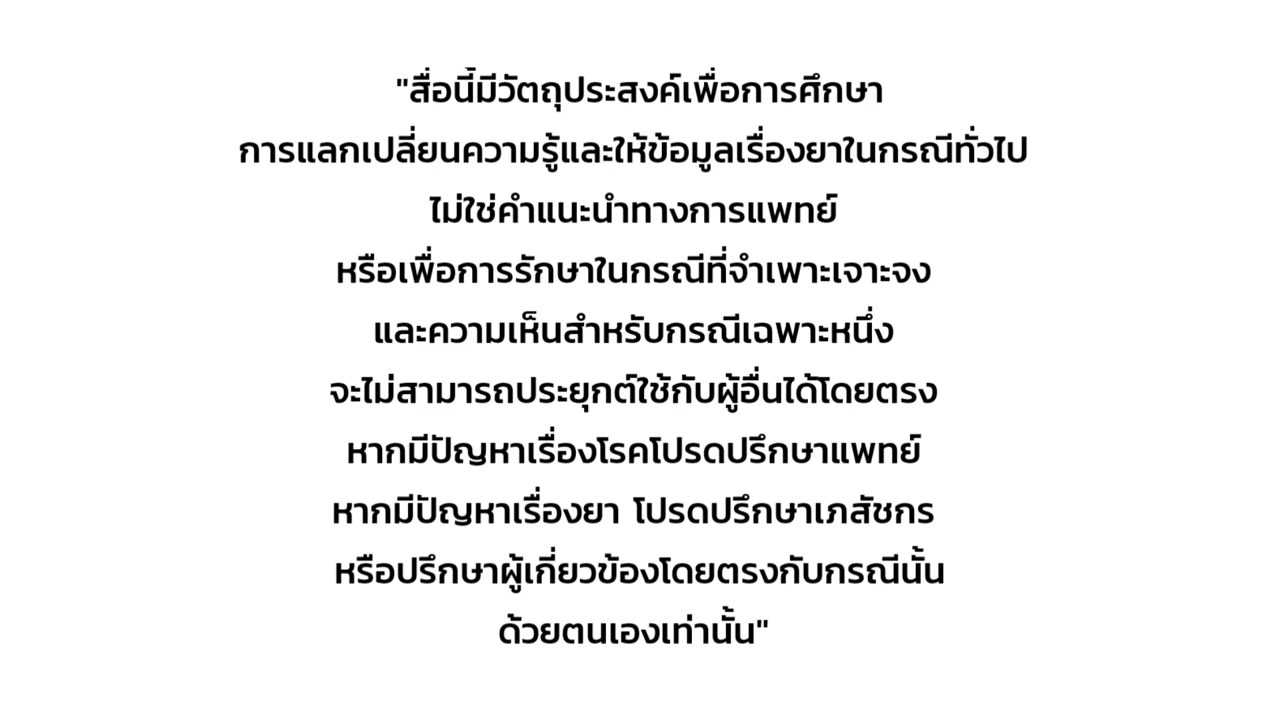 "สื่อนี้มีวัตถุประสงค์เพื่อการศึกษา
การแลกเปลี่ยนความรู้และให้ข้อมูลเรื่องยาในกรณีทั่วไป
ไม่ใช่คำแนะนำทางการแพทย์
หรือเพื่อการรักษาในกรณีที่จำเพาะเจาะจง
และความเห็นสำหรับกรณีเฉพาะหนึ่ง
จะไม่สามารถประยุกต์ใช้กับผู้อื่นได้โดยตรง
หากมีปัญหาเรื่องโรคโปรดปรึกษาแพทย์
หากมีปัญหาเรื่องยา โปรดปรึกษาเภสัชกร
หรือปรึกษาผู้เกี่ยวข้องโดยตรงกับกรณีนั้น
ด้วยตนเองเท่านั้น"